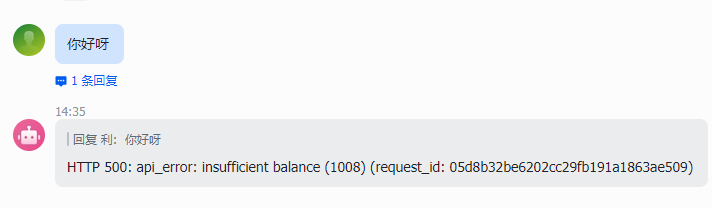 你好呀
1 条回复
14:35
回复 利: 你好呀
HTTP 500: api_error: insufficient balance (1008) (request_id: 05d8b32be6202cc29fb191a1863ae509)